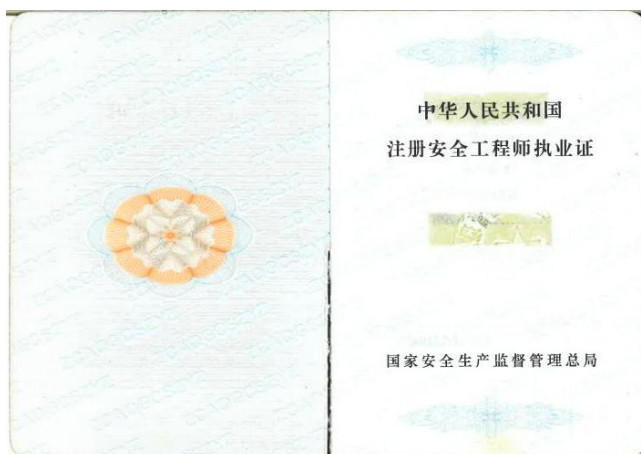 中华人民共和国
注册安全工程师执业证
国家安全生产监督管理总局